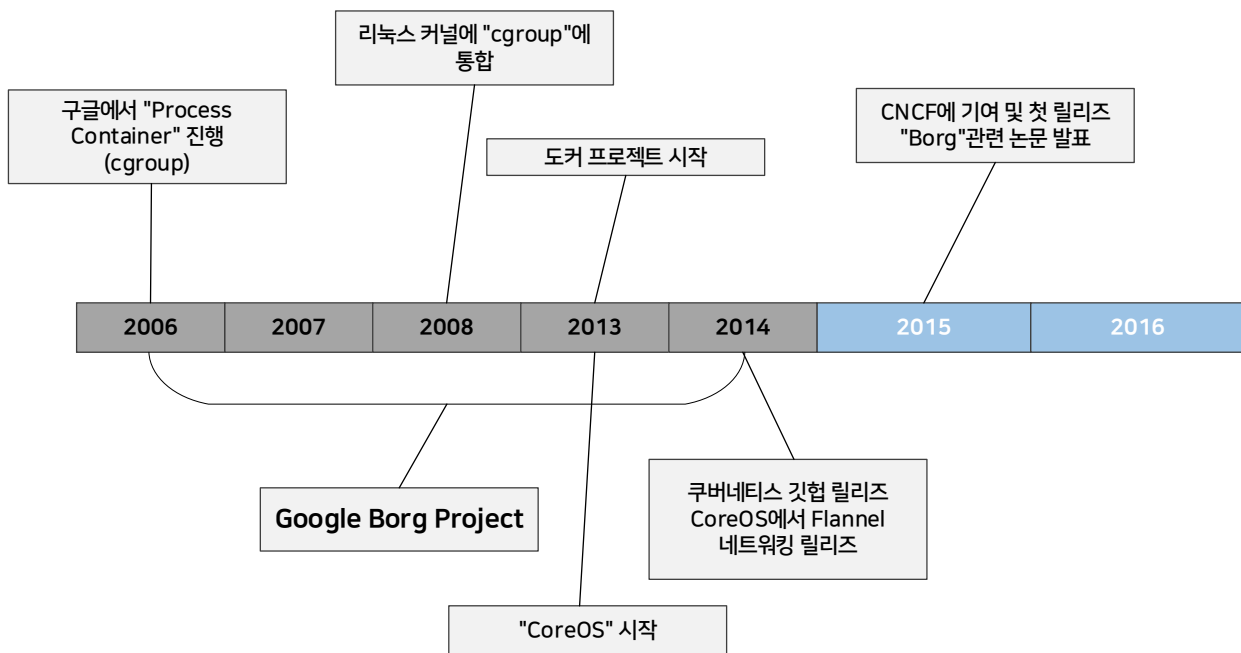 리눅스 커널에 "cgroup"에
통합
구글에서 "Process
Container" 진행
(cgroup)
CNCF에 기여 및 첫 릴리즈
"Borg"관련 논문 발표
도커 프로젝트 시작
2006 2007 2008 2013 2014 2015 2016
Google Borg Project
쿠버네티스 깃헙 릴리즈
CoreOS에서 Flannel
네트워킹 릴리즈
"CoreOS" 시작